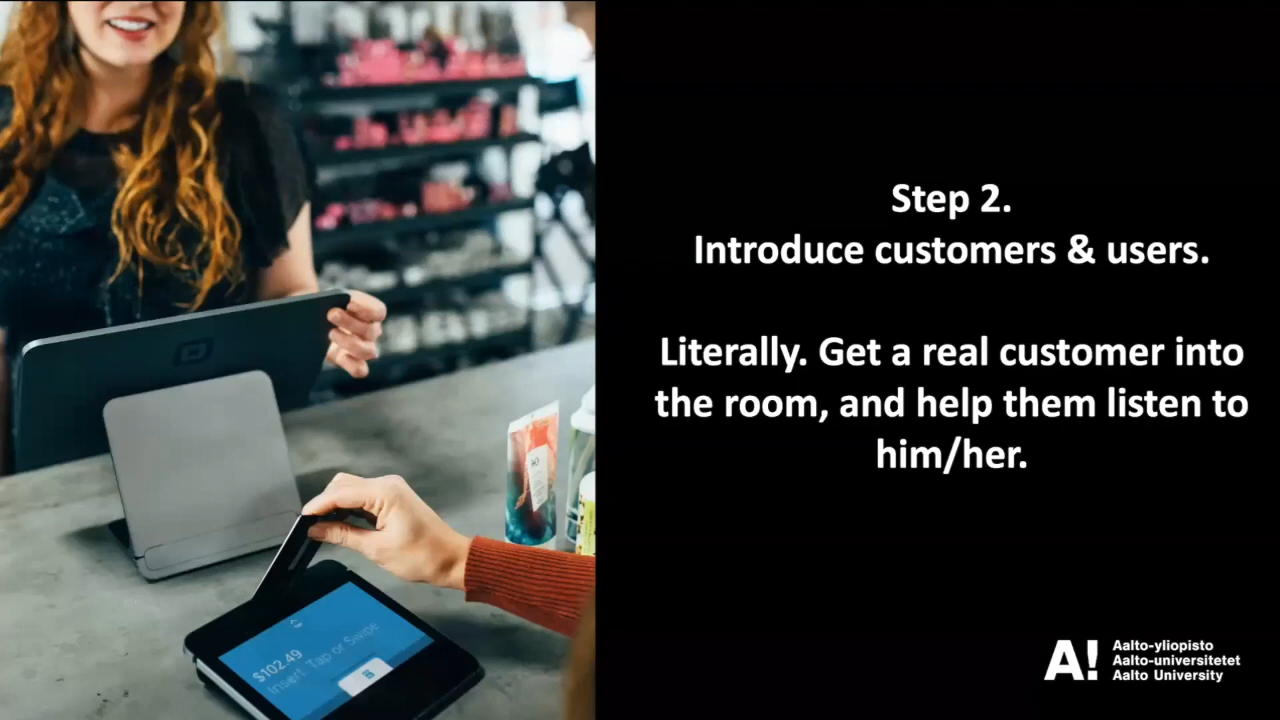 Step 2.
Introduce customers & users.
Literally. Get a real customer into
the room, and help them listen to
him/her.
$102.49
Insert, Tap or Swipe
A! Aalto-yliopisto
Aalto-universitetet
Aalto University